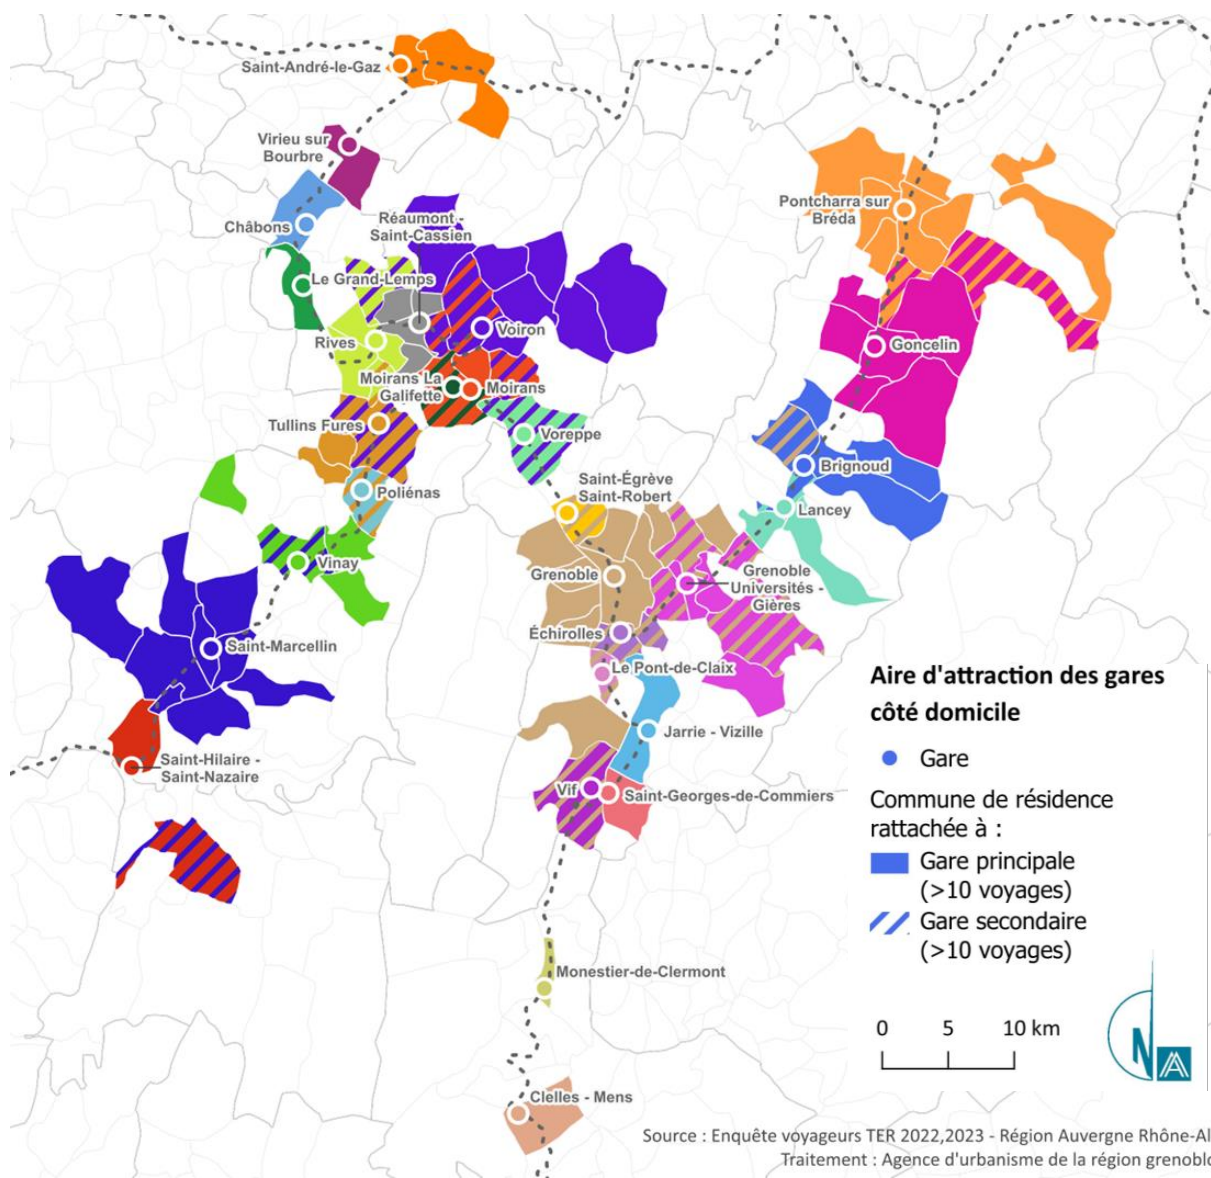 Saint-André-le-Gaz
Virieu sur
Bourbre
Châbons
Réaumont -
Saint-Cassien
Pontcharra sur
Bréda
Le Grand-Lemps
Voiron
Rives
Goncelin
Moirans La
Galifette
Moirans
Tullins Fures
Voreppe
Brignoud
Poliénas
Saint-Égrève
Saint-Robert
Lancey
Vinay
Grenoble
Grenoble
Universités -
Gières
Échirolles
Saint-Marcellin
Le Pont-de-Claix
Jarrie - Vizille
Saint-Hilaire -
Saint-Nazaire
Vif
Saint-Georges-de-Commiers
Monestier-de-Clermont
Clelles - Mens
Aire d'attraction des gares
côté domicile
Gare
Commune de résidence
rattachée à :
Gare principale
(>10 voyages)
Gare secondaire
(>10 voyages)
0 5 10 km
N
Source : Enquête voyageurs TER 2022,2023 - Région Auvergne Rhône-Al
Traitement : Agence d'urbanisme de la région grenoblo